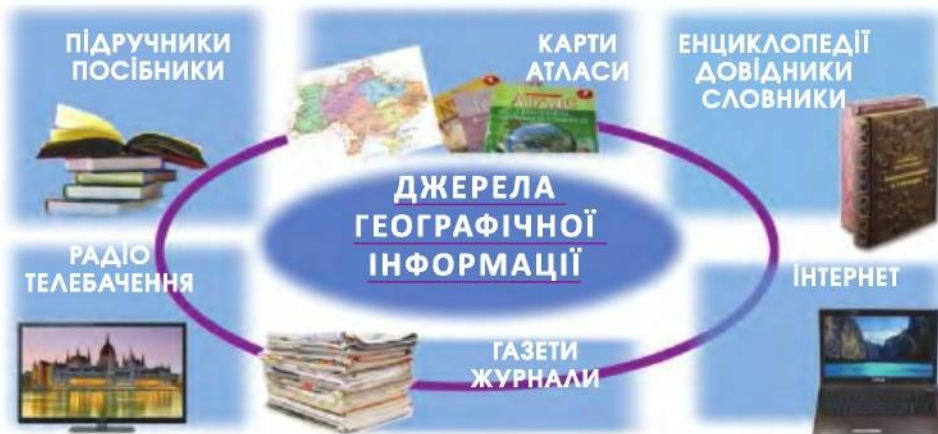 ПІДРУЧНИКИ
ПОСІБНИКИ
КАРТИ
АТЛАСИ
ЕНЦИКЛОПЕДІЇ
ДОВІДНИКИ
СЛОВНИКИ
ДЖЕРЕЛА
ГЕОГРАФІЧНОЇ
ІНФОРМАЦІЇ
РАДІО
ТЕЛЕБАЧЕННЯ
ГАЗЕТИ
ЖУРНАЛИ
ІНТЕРНЕТ